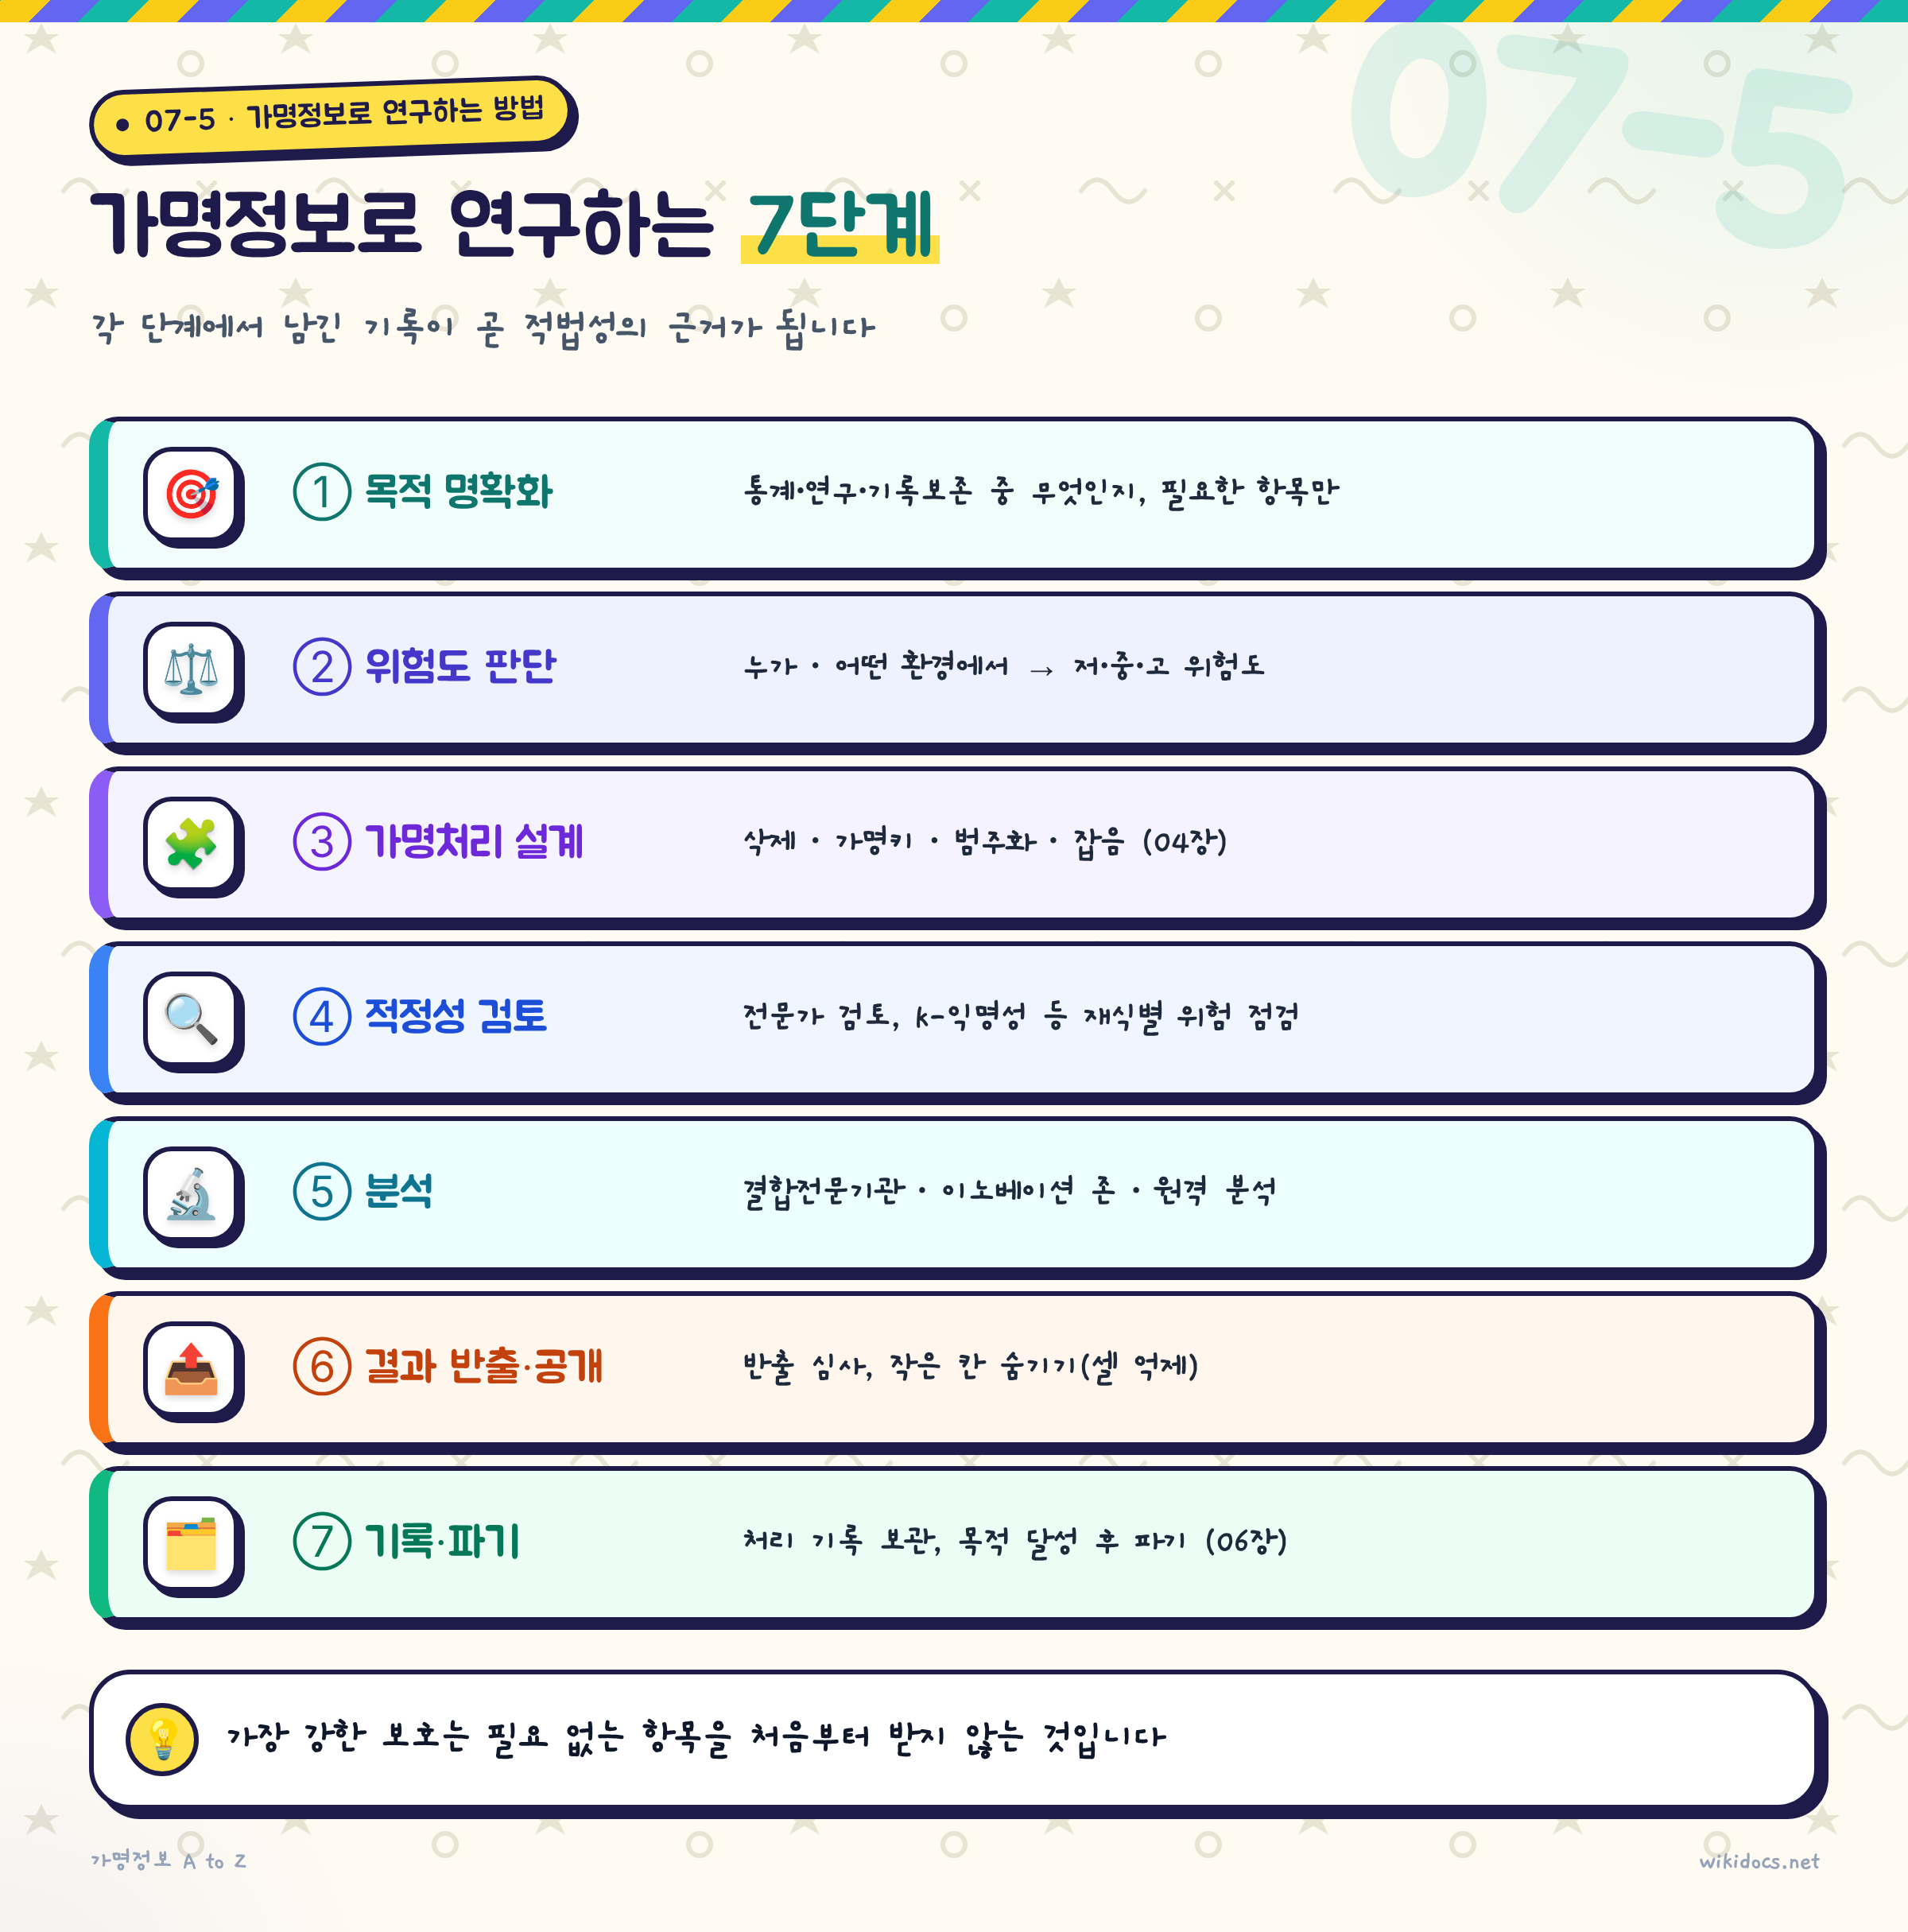 07-5
• 07-5 · 가명정보로 연구하는 방법
가명정보로 연구하는 7단계
각 단계에서 남긴 기록이 곧 적법성의 근거가 됩니다
① 목적 명확화 통계·연구·기록보존 중 무엇인지, 필요한 항목만
② 위험도 판단 누가 · 어떤 환경에서 → 저·중·고 위험도
③ 가명처리 설계 삭제 · 가명키 · 범주화 · 잡음 (04장)
④ 적정성 검토 전문가 검토, k-익명성 등 재식별 위험 점검
⑤ 분석 결합전문기관 · 이노베이션 존 · 원격 분석
⑥ 결과 반출·공개 반출 심사, 작은 칸 숨기기(셀 억제)
⑦ 기록·파기 처리 기록 보관, 목적 달성 후 파기 (06장)
가장 강한 보호는 필요 없는 항목을 처음부터 받지 않는 것입니다
가명정보 A to Z
wikidocs.net